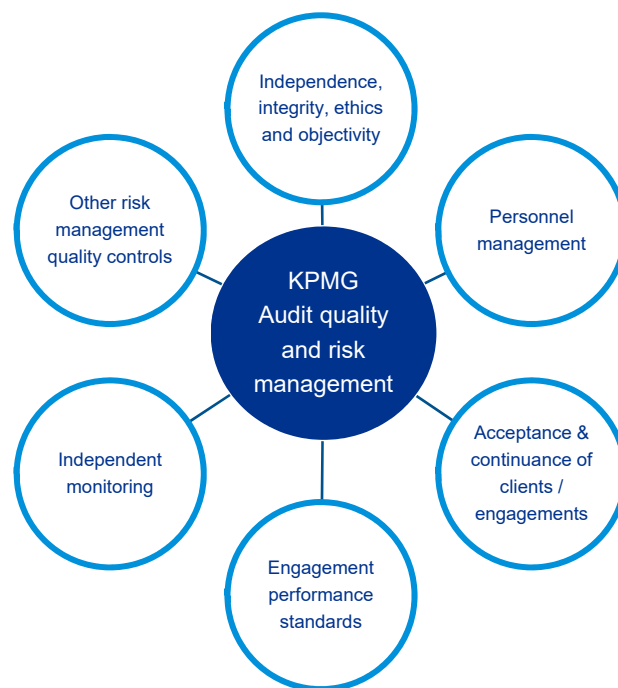 Independence,
integrity, ethics
and objectivity
Personnel
management
Acceptance &
continuance of
clients /
engagements
Engagement
performance
standards
Independent
monitoring
Other risk
management
quality controls
KPMG
Audit quality
and risk
management